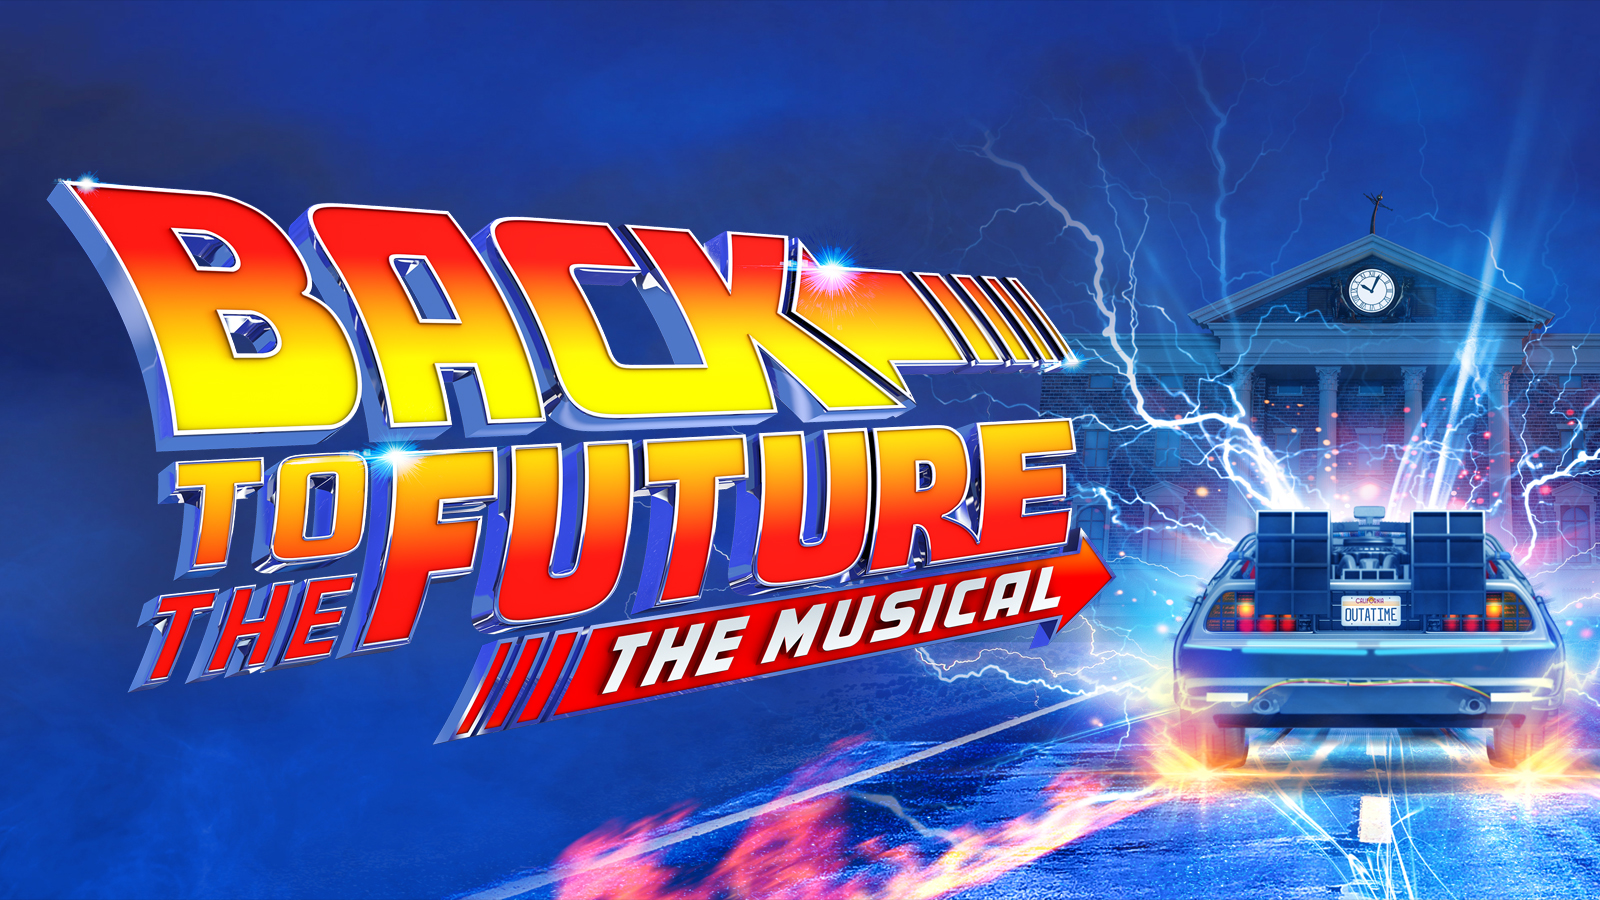 BACK
TO
THE FUTURE
THE MUSICAL
CALIFORNIA
OUTATIME